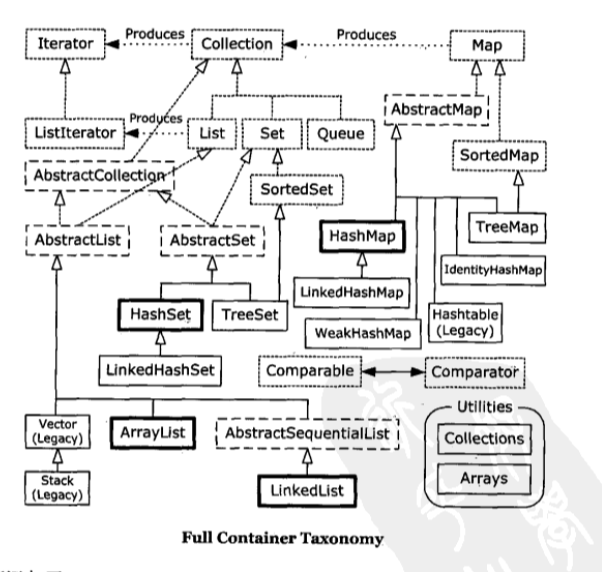 Iterator Produces Collection Produces Map
AbstractMap
ListIterator Produces List Set Queue
SortedMap
AbstractCollection
SortedSet
AbstractList AbstractSet HashMap TreeMap
IdentityHashMap
LinkedHashMap
HashSet TreeSet Hashtable
(Legacy)
WeakHashMap
LinkedHashSet Comparable Comparator
Utilities
Vector
(Legacy)
ArrayList AbstractSequentialList Collections
Stack
(Legacy)
LinkedList Arrays
Full Container Taxonomy